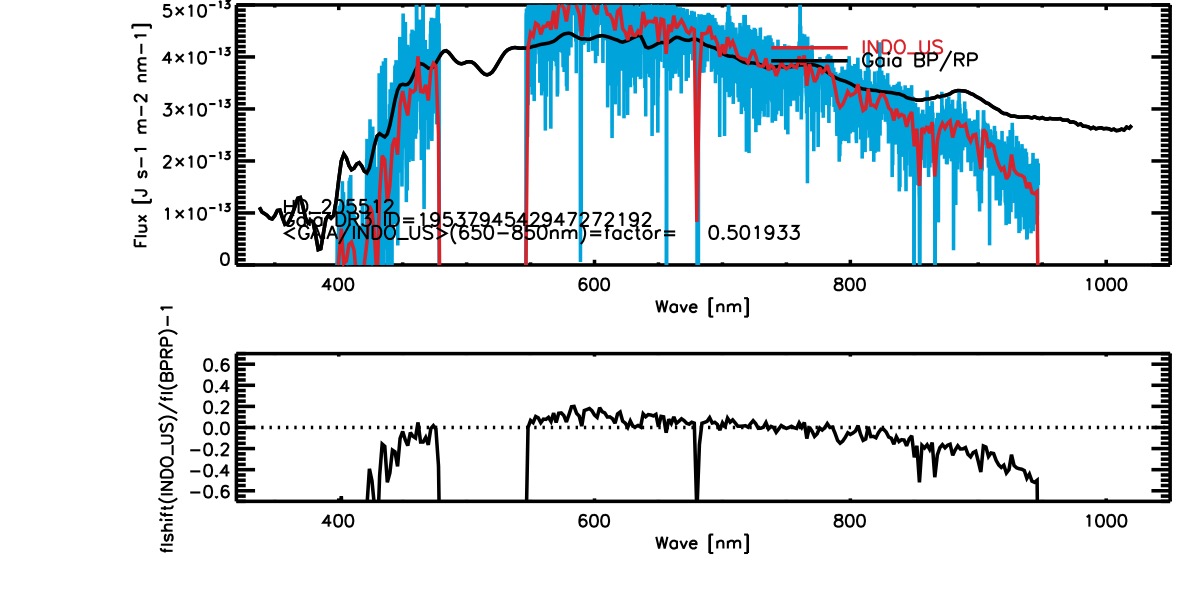 5×10⁻¹³
4×10⁻¹³
3×10⁻¹³
2×10⁻¹³
1×10⁻¹³
0
Flux [J s−1 m−2 nm−1]
INDO_US
Gaia BP/RP
HD_205512
Gaia DR3 ID=1953794542947272192
<GAIA/INDO_US>(650−850nm)=factor= 0.501933
400 600 800 1000
Wave [nm]
0.6
0.4
0.2
0.0
−0.2
−0.4
−0.6
flshift(INDO_US)/fl(BPRP)−1
400 600 800 1000
Wave [nm]